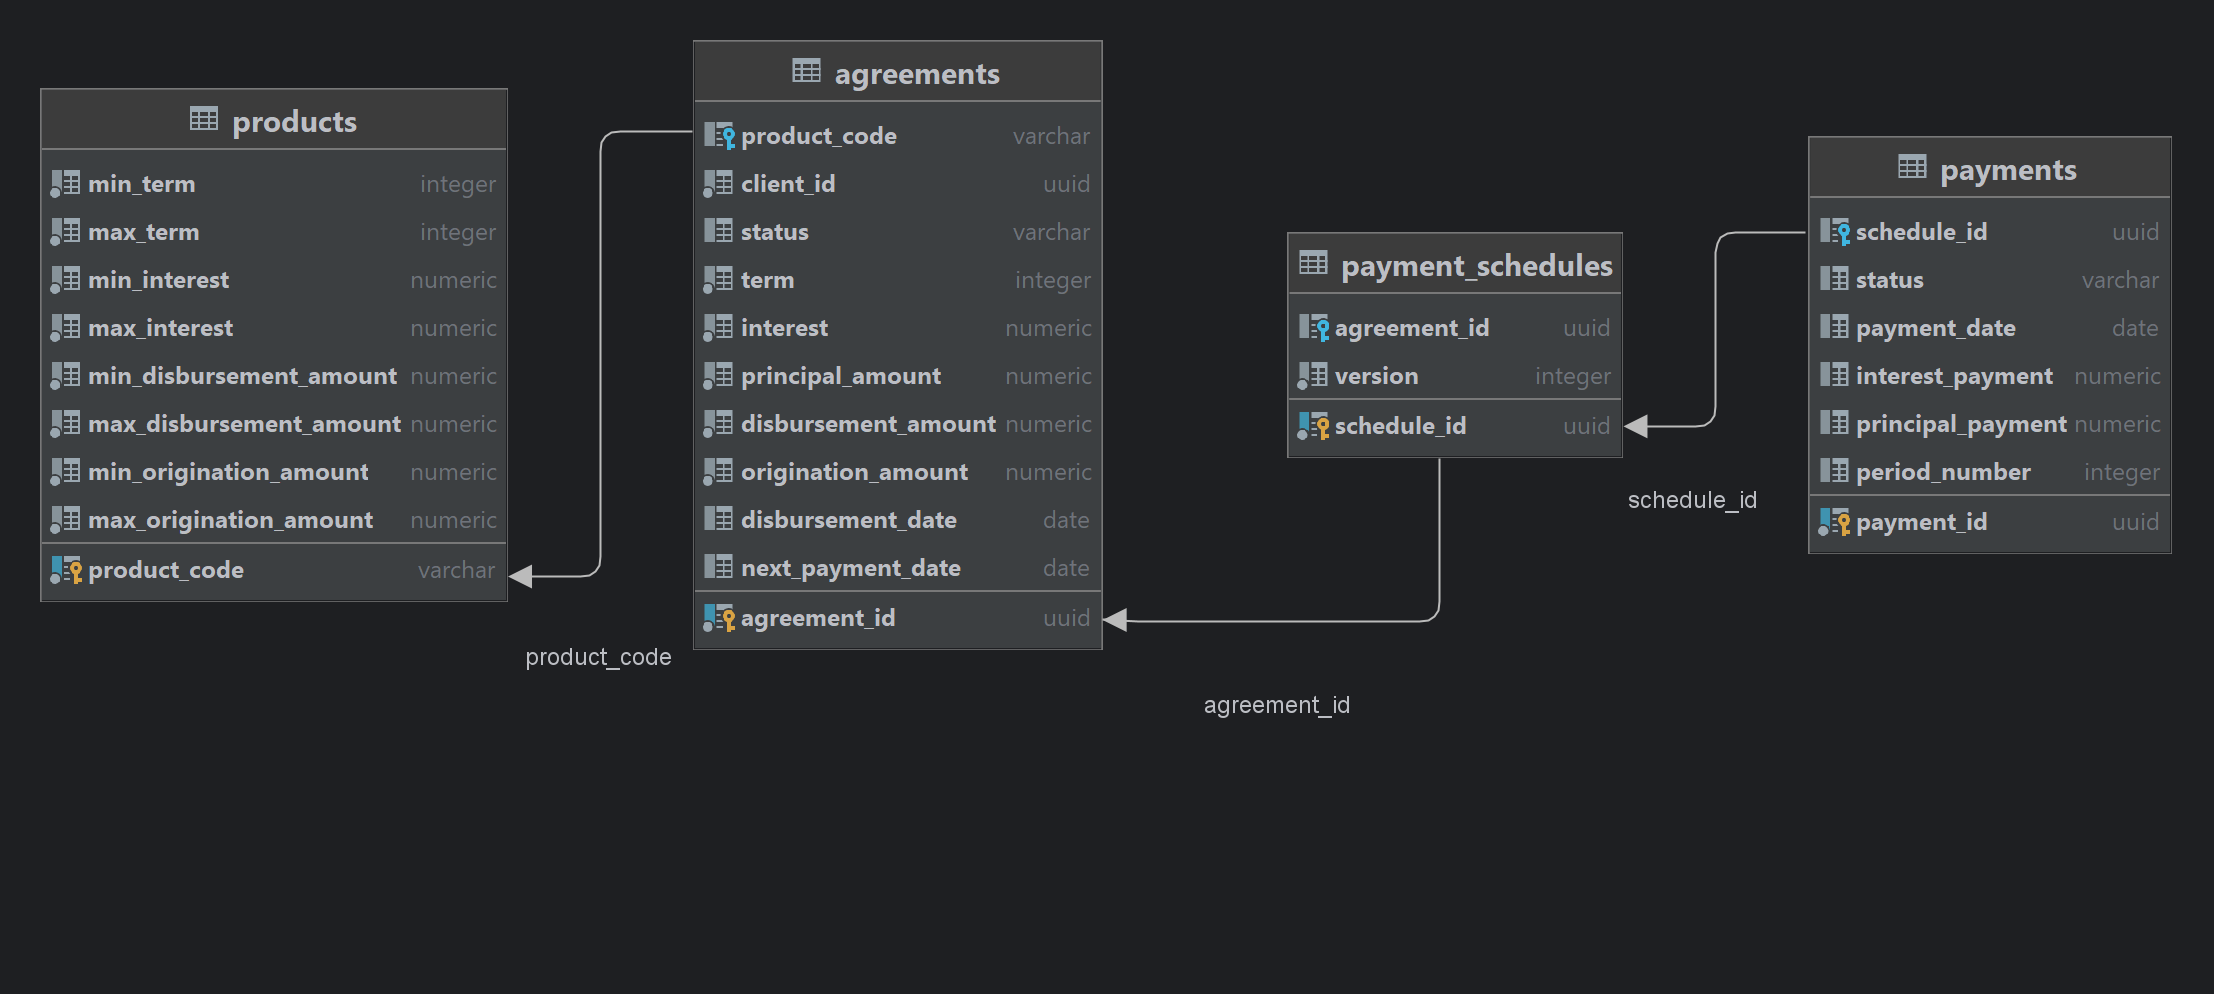 products
min_term integer
max_term integer
min_interest numeric
max_interest numeric
min_disbursement_amount numeric
max_disbursement_amount numeric
min_origination_amount numeric
max_origination_amount numeric
product_code varchar
product_code
agreements
product_code varchar
client_id uuid
status varchar
term integer
interest numeric
principal_amount numeric
disbursement_amount numeric
origination_amount numeric
disbursement_date date
next_payment_date date
agreement_id uuid
agreement_id
payment_schedules
agreement_id uuid
version integer
schedule_id uuid
schedule_id
payments
schedule_id uuid
status varchar
payment_date date
interest_payment numeric
principal_payment numeric
period_number integer
payment_id uuid